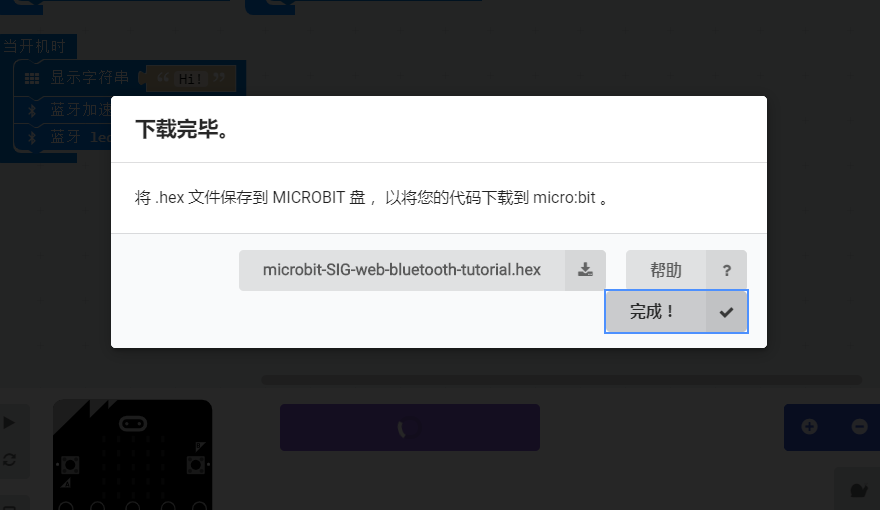 当开机时
显示字符串 “ Hi! ”
蓝牙加速
蓝牙 led
下载完毕。
将 .hex 文件保存到 MICROBIT 盘 ，以将您的代码下载到 micro:bit 。
microbit-SIG-web-bluetooth-tutorial.hex
帮助 ?
完成！